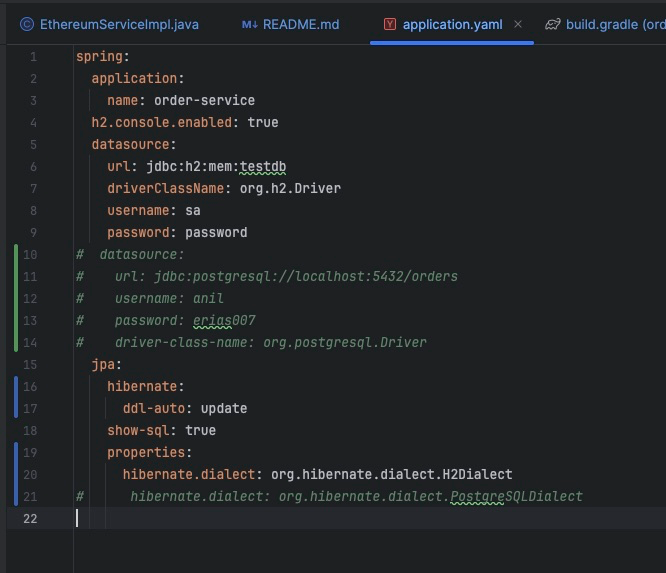 EthereumServiceImpl.java README.md application.yaml build.gradle (ord
1 spring:
2   application:
3     name: order-service
4   h2.console.enabled: true
5   datasource:
6     url: jdbc:h2:mem:testdb
7     driverClassName: org.h2.Driver
8     username: sa
9     password: password
10 #  datasource:
11 #    url: jdbc:postgresql://localhost:5432/orders
12 #    username: anil
13 #    password: erias007
14 #    driver-class-name: org.postgresql.Driver
15   jpa:
16     hibernate:
17       ddl-auto: update
18     show-sql: true
19     properties:
20       hibernate.dialect: org.hibernate.dialect.H2Dialect
21 #      hibernate.dialect: org.hibernate.dialect.PostgreSQLDialect
22